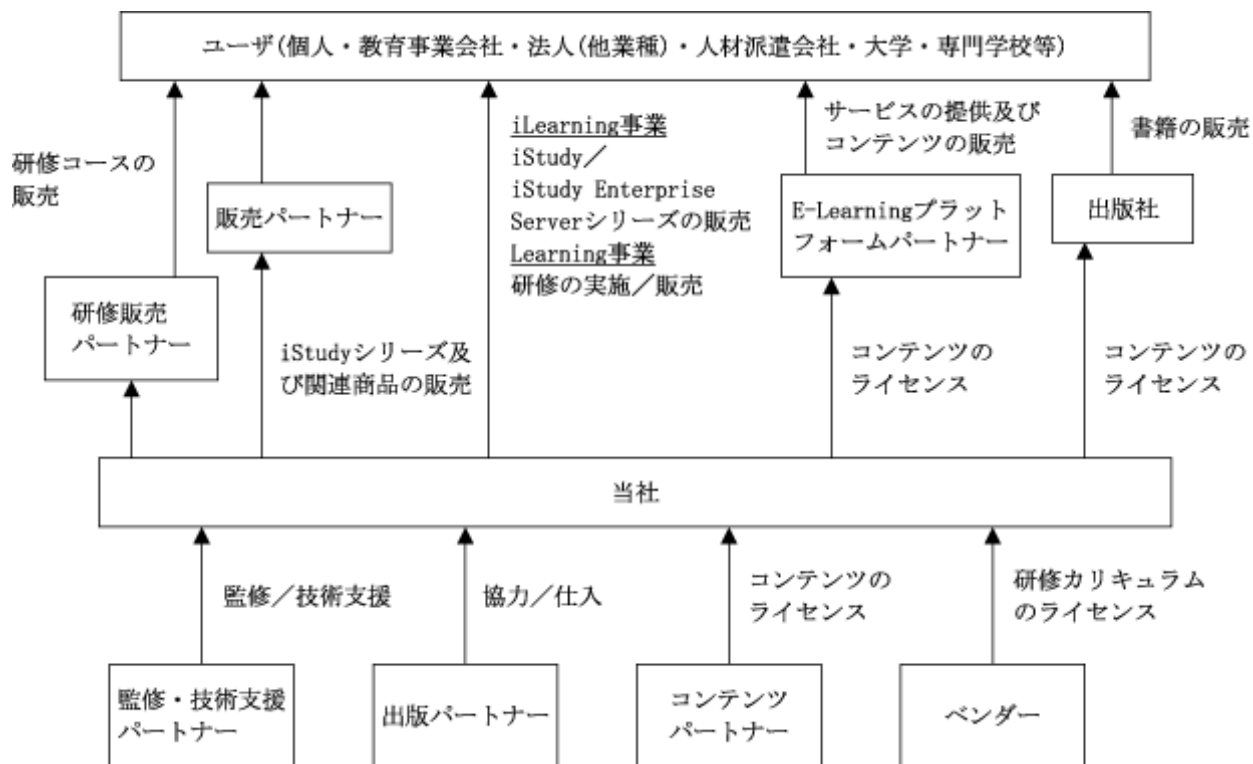 ユーザ(個人・教育事業会社・法人(他業種)・人材派遣会社・大学・専門学校等)
研修コースの
販売
販売パートナー
研修販売
パートナー
iStudyシリーズ及
び関連商品の販売
iLearning事業
iStudy／
iStudy Enterprise
Serverシリーズの販売
Learning事業
研修の実施／販売
サービスの提供及び
コンテンツの販売
E-Learningプラット
フォームパートナー
コンテンツの
ライセンス
書籍の販売
出版社
コンテンツの
ライセンス
当社
監修／技術支援
協力／仕入
コンテンツの
ライセンス
研修カリキュラム
のライセンス
監修・技術支援
パートナー
出版パートナー
コンテンツ
パートナー
ベンダー